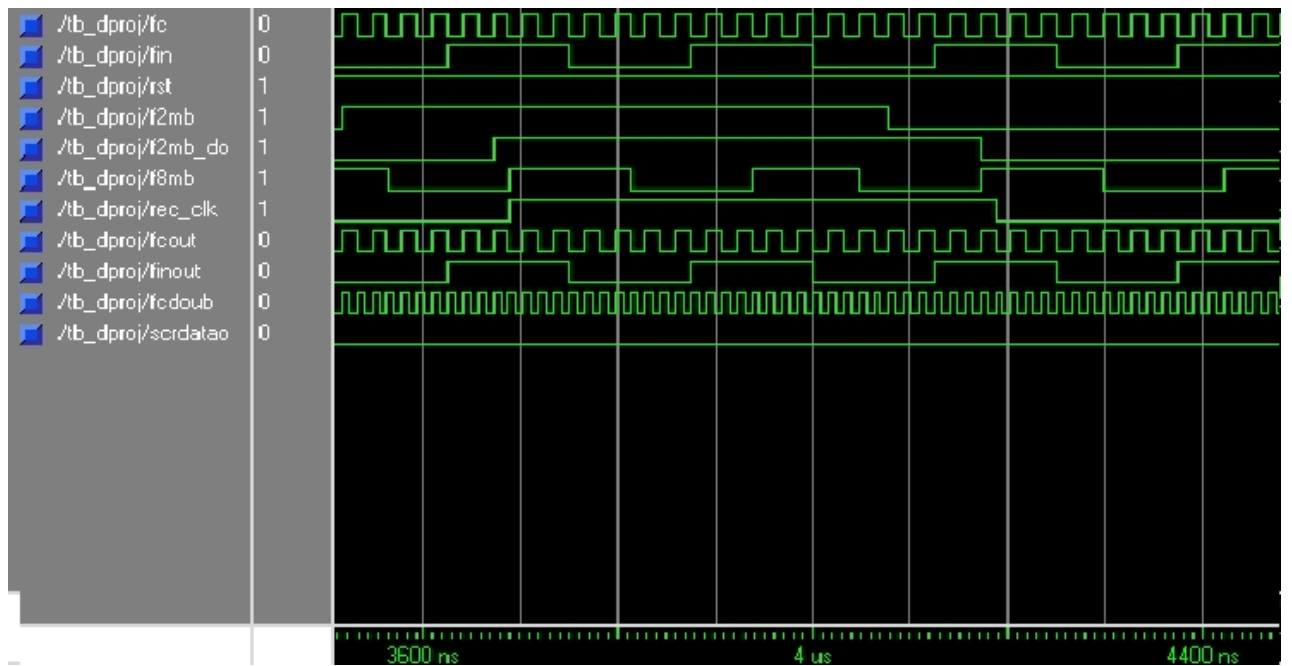 /tb_dproj/fc 0
/tb_dproj/fin 0
/tb_dproj/rst 1
/tb_dproj/f2mb 1
/tb_dproj/f2mb_do 1
/tb_dproj/f8mb 1
/tb_dproj/rec_clk 1
/tb_dproj/fcout 0
/tb_dproj/finout 0
/tb_dproj/fcdoub 0
/tb_dproj/scrdatao 0
3600 ns 4 us 4400 ns